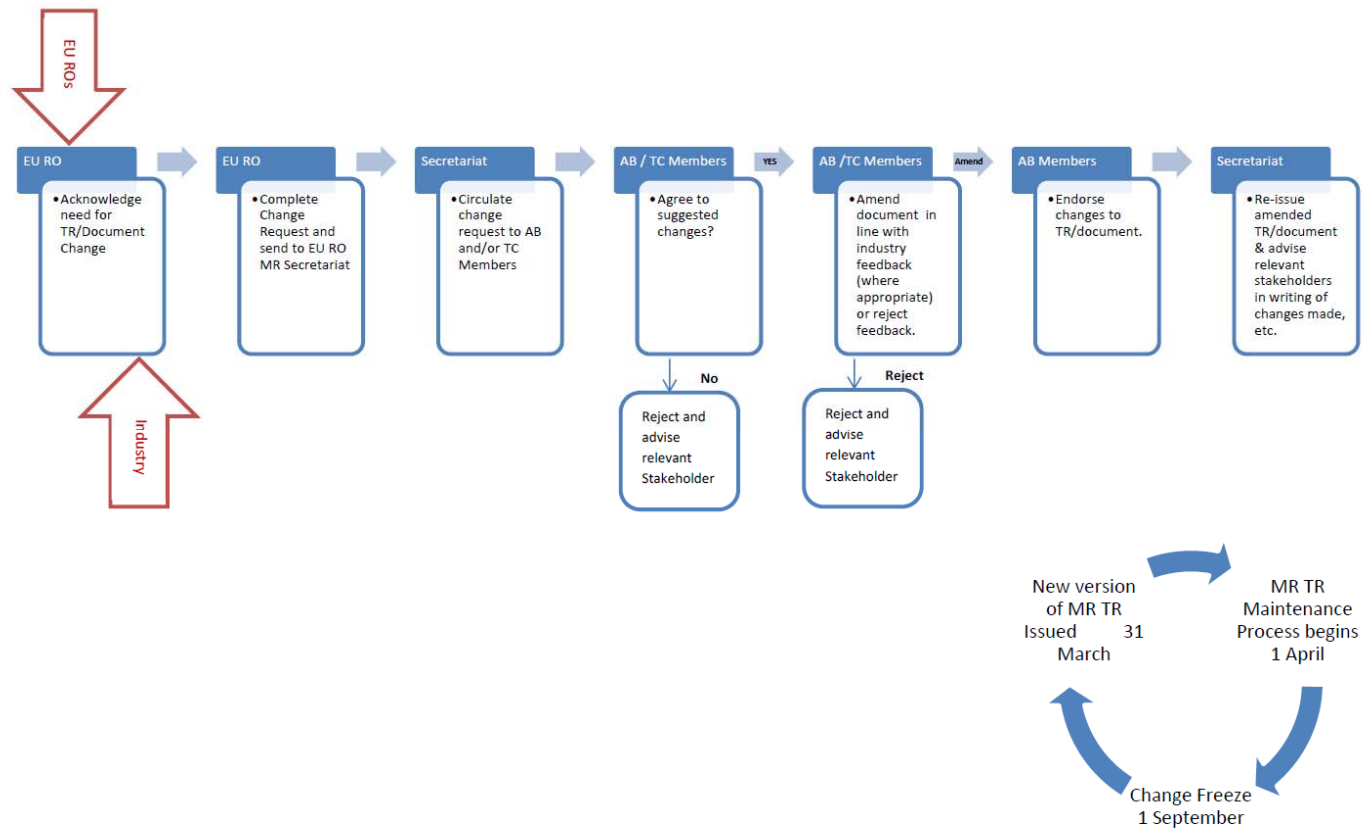 EU ROs
EU RO
•Acknowledge
need for
TR/Document
Change
EU RO
•Complete
Change
Request and
send to EU RO
MR Secretariat
Secretariat
•Circulate
change
request to AB
and/or TC
Members
AB / TC Members
•Agree to
suggested
changes?
YES
AB /TC Members
•Amend
document in
line with
industry
feedback
(where
appropriate)
or reject
feedback.
Amend
AB Members
•Endorse
changes to
TR/document.
Secretariat
•Re-issue
amended
TR/document
& advise
relevant
stakeholders
in writing of
changes made,
etc.
Industry
No
Reject and
advise
relevant
Stakeholder
Reject
Reject and
advise
relevant
Stakeholder
New version
of MR TR
Issued 31
March
MR TR
Maintenance
Process begins
1 April
Change Freeze
1 September